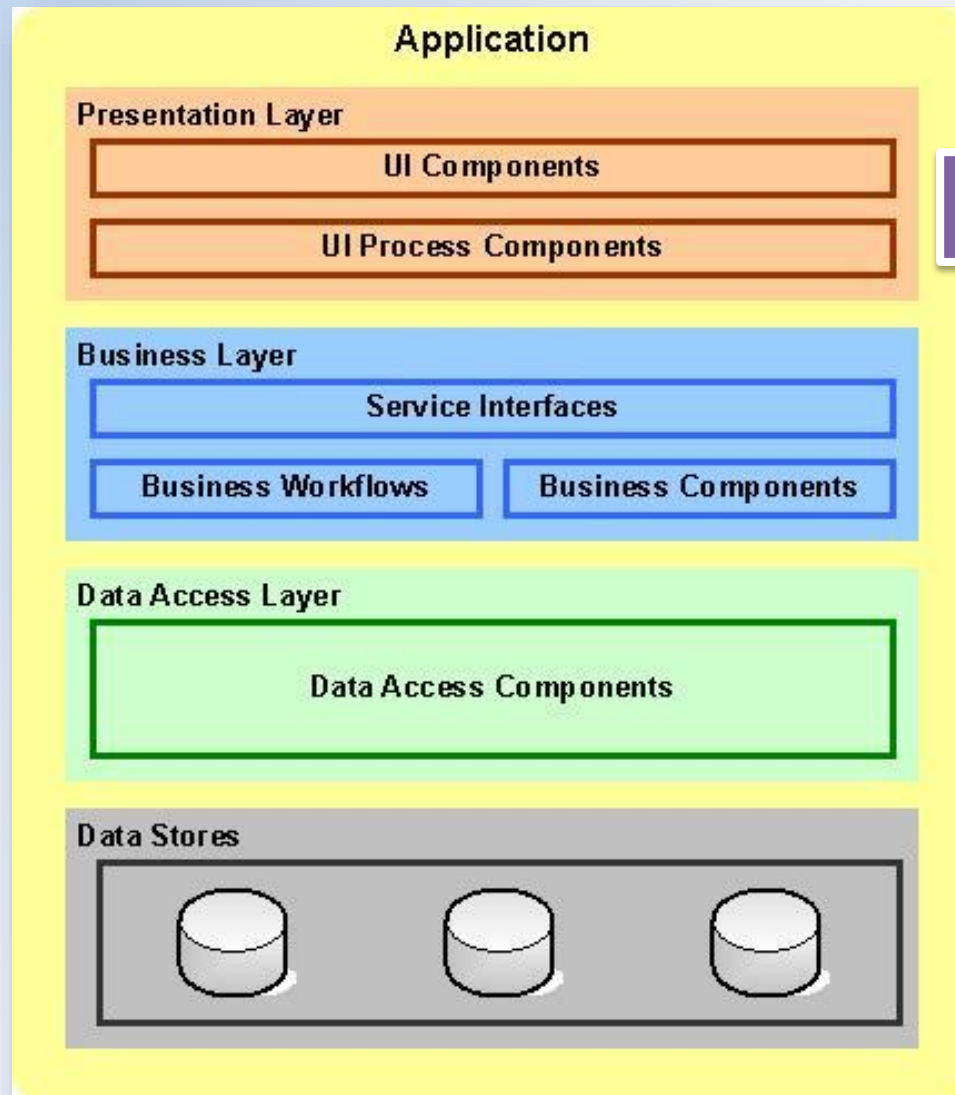 Application
Presentation Layer
UI Components
UI Process Components
Business Layer
Service Interfaces
Business Workflows
Business Components
Data Access Layer
Data Access Components
Data Stores